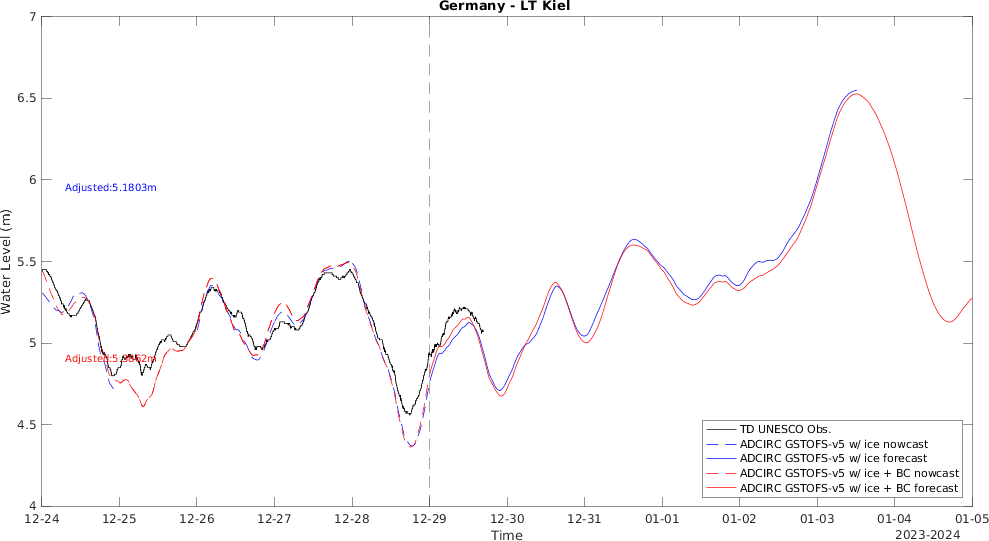 Germany - LT Kiel
7
6.5
6
5.5
5
4.5
4
Water Level (m)
Adjusted:5.1803m
TD UNESCO Obs.
ADCIRC GSTOFS-v5 w/ ice nowcast
ADCIRC GSTOFS-v5 w/ ice forecast
ADCIRC GSTOFS-v5 w/ ice + BC nowcast
ADCIRC GSTOFS-v5 w/ ice + BC forecast
12-24 12-25 12-26 12-27 12-28 12-29 12-30 12-31 01-01 01-02 01-03 01-04 01-05
Time
2023-2024